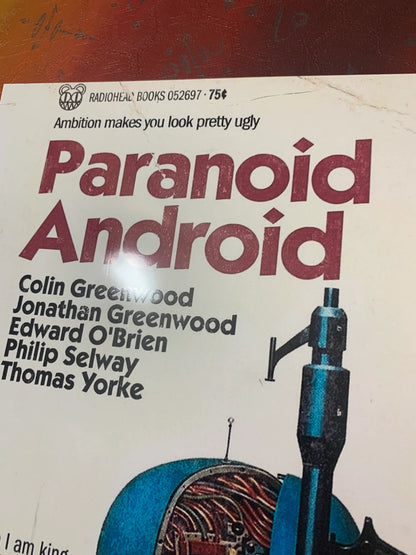 RADIOHEAD BOOKS 052697 · 75¢
Ambition makes you look pretty ugly
Paranoid
Android
Colin Greenwood
Jonathan Greenwood
Edward O'Brien
Philip Selway
Thomas Yorke
I am king